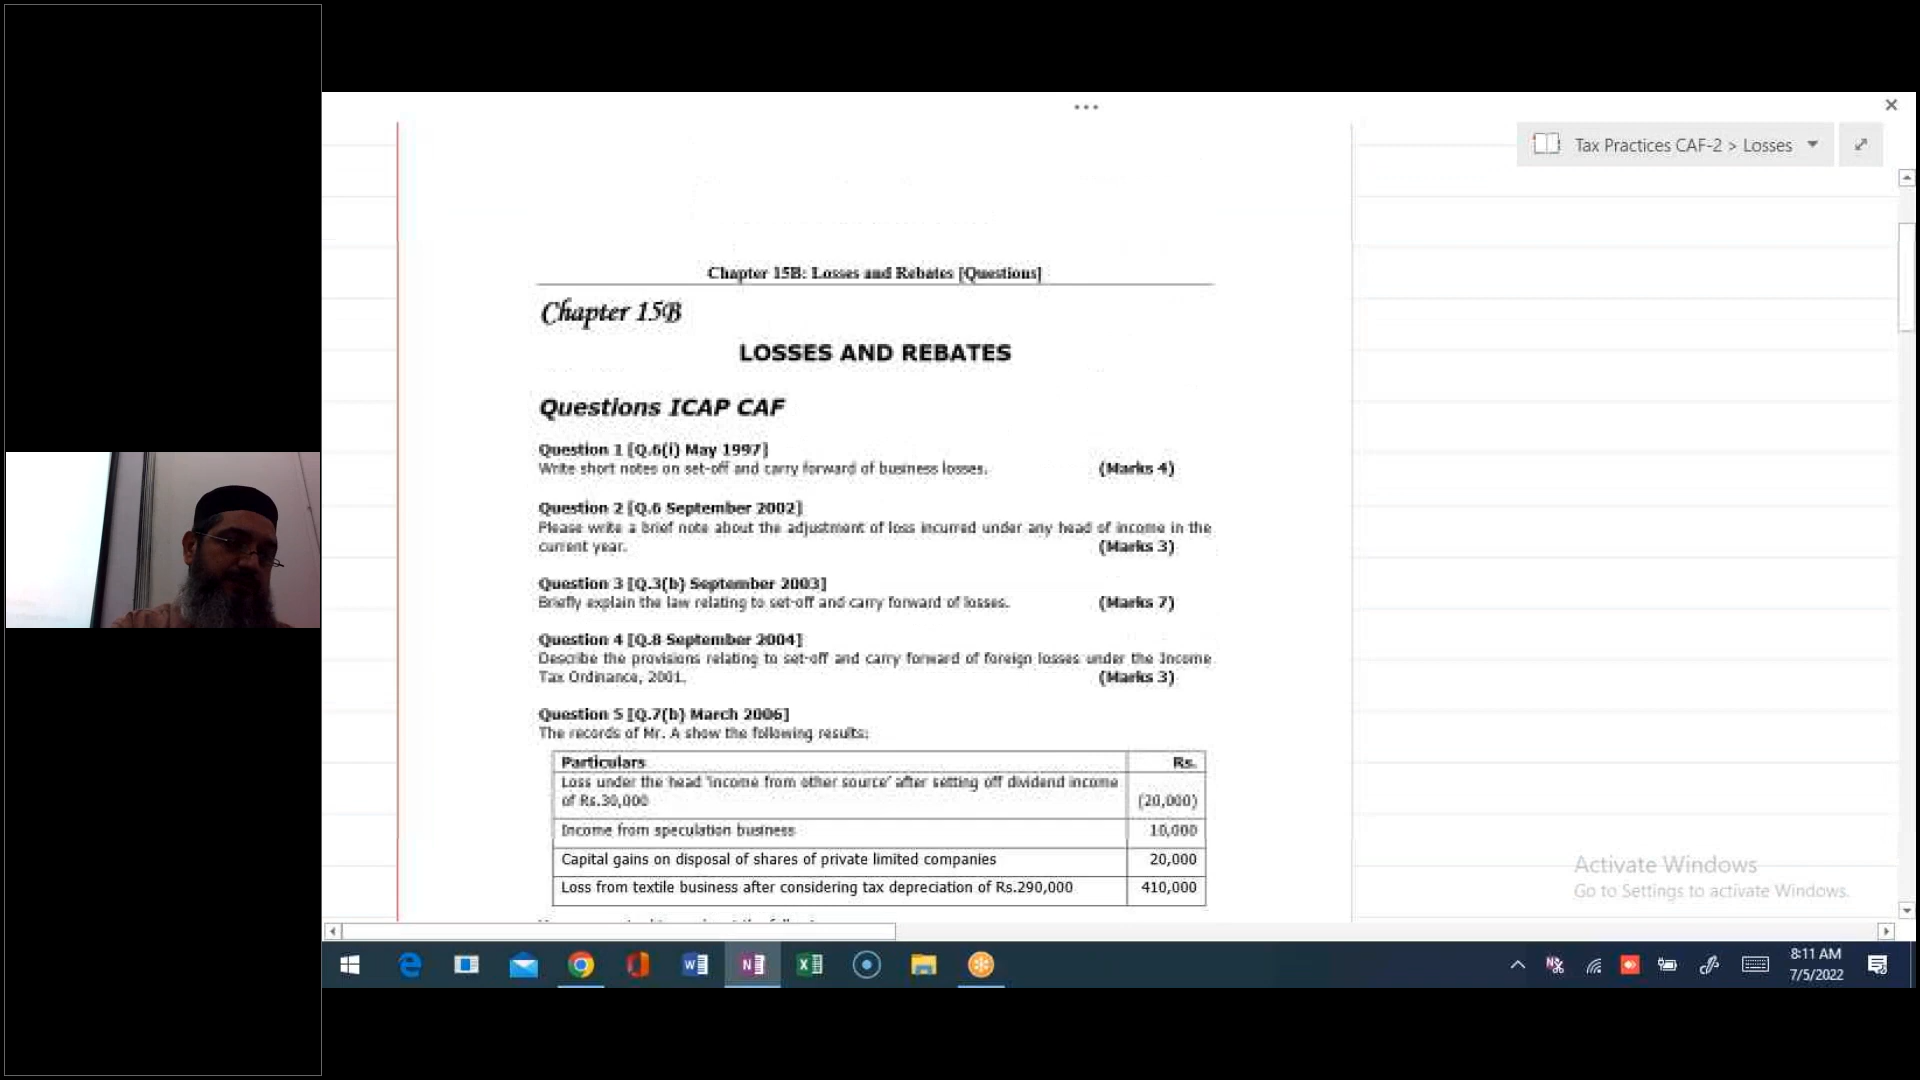 Tax Practices CAF-2 > Losses
Chapter 15B: Losses and Rebates [Questions]
Chapter 15B
LOSSES AND REBATES
Questions ICAP CAF
Question 1 [Q.6(i) May 1997]
Write short notes on set-off and carry forward of business losses. (Marks 4)
Question 2 [Q.6 September 2002]
Please write a brief note about the adjustment of loss incurred under any head of income in the
current year. (Marks 3)
Question 3 [Q.3(b) September 2003]
Briefly explain the law relating to set-off and carry forward of losses. (Marks 7)
Question 4 [Q.8 September 2004]
Describe the provisions relating to set-off and carry forward of foreign losses under the Income
Tax Ordinance, 2001. (Marks 3)
Question 5 [Q.7(b) March 2006]
The records of Mr. A show the following results:
Particulars Rs.
Loss under the head 'income from other source' after setting off dividend income
of Rs.30,000 (20,000)
Income from speculation business 10,000
Capital gains on disposal of shares of private limited companies 20,000
Loss from textile business after considering tax depreciation of Rs.290,000 410,000
Activate Windows
Go to Settings to activate Windows.
8:11 AM
7/5/2022